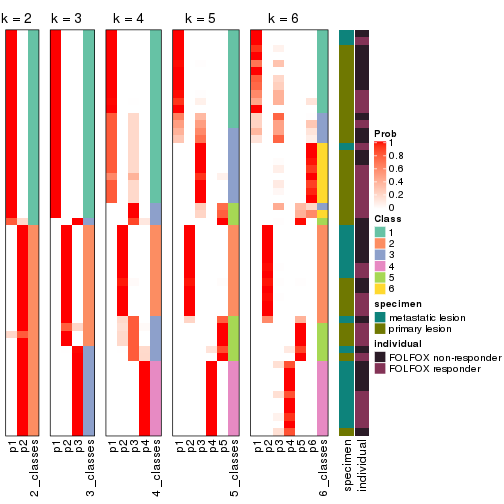 k = 2 k = 3 k = 4 k = 5 k = 6
Prob
1
0.8
0.6
0.4
0.2
0
Class
1
2
3
4
5
6
specimen
metastatic lesion
primary lesion
individual
FOLFOX non-responder
FOLFOX responder
p1 p2 2_classes p1 p2 p3 3_classes p1 p2 p3 p4 4_classes p1 p2 p3 p4 p5 5_classes p1 p2 p3 p4 p5 p6 6_classes specimen individual